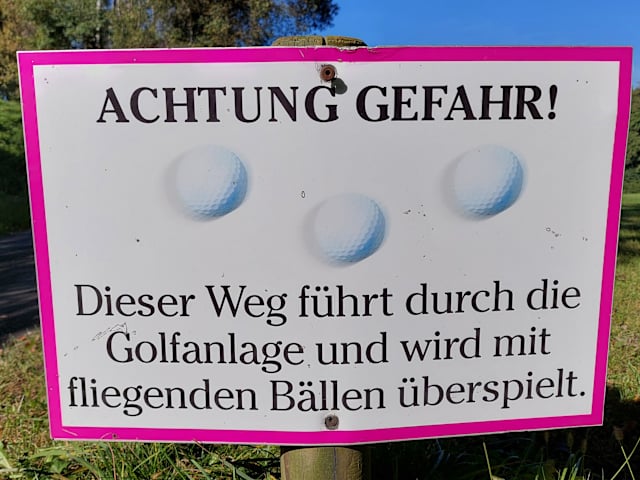 ACHTUNG GEFAHR!
Dieser Weg führt durch die
Golfanlage und wird mit
fliegenden Bällen überspielt.